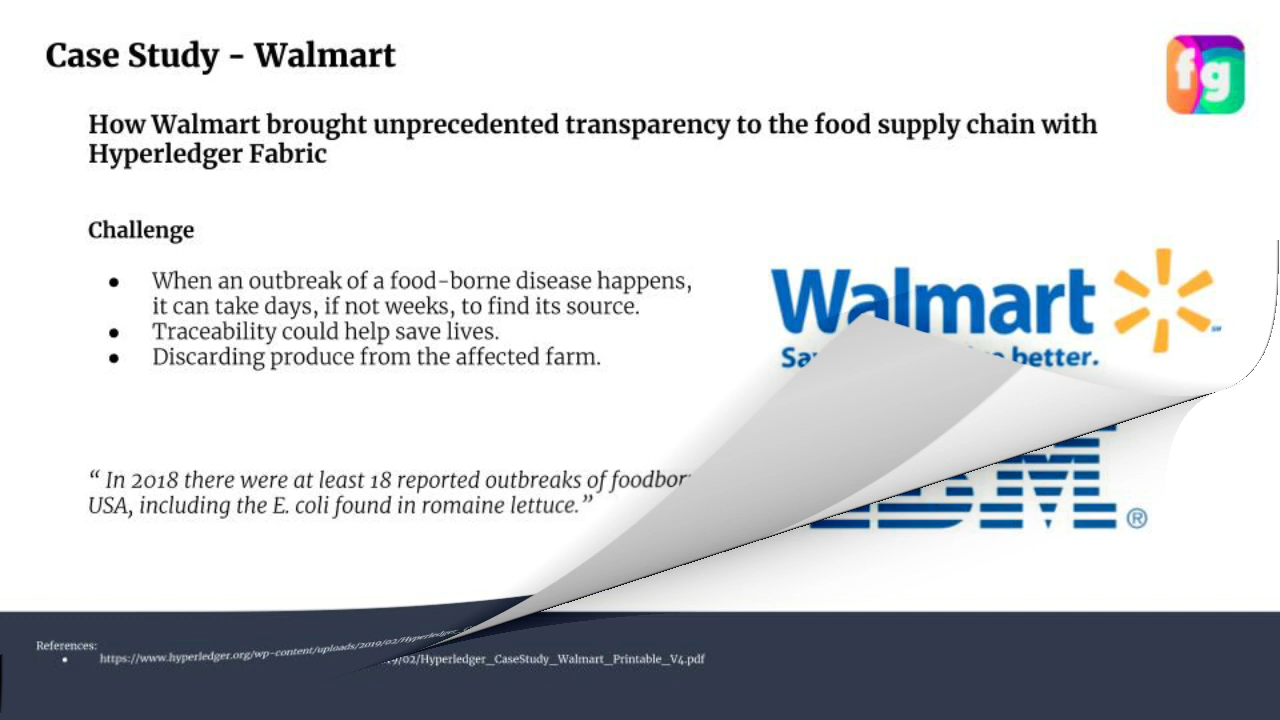 Case Study - Walmart
fg
How Walmart brought unprecedented transparency to the food supply chain with
Hyperledger Fabric
Challenge
● When an outbreak of a food-borne disease happens,
it can take days, if not weeks, to find its source.
● Traceability could help save lives.
● Discarding produce from the affected farm.
Walmart
better.
IBM®
“ In 2018 there were at least 18 reported outbreaks of
USA, including the E. coli found in romaine lettuce.”
References:
● https://www.hyperledger.org/wp-content/uploads/2019/02/Hyperledger_
/02/Hyperledger_CaseStudy_Walmart_Printable_V4.pdf